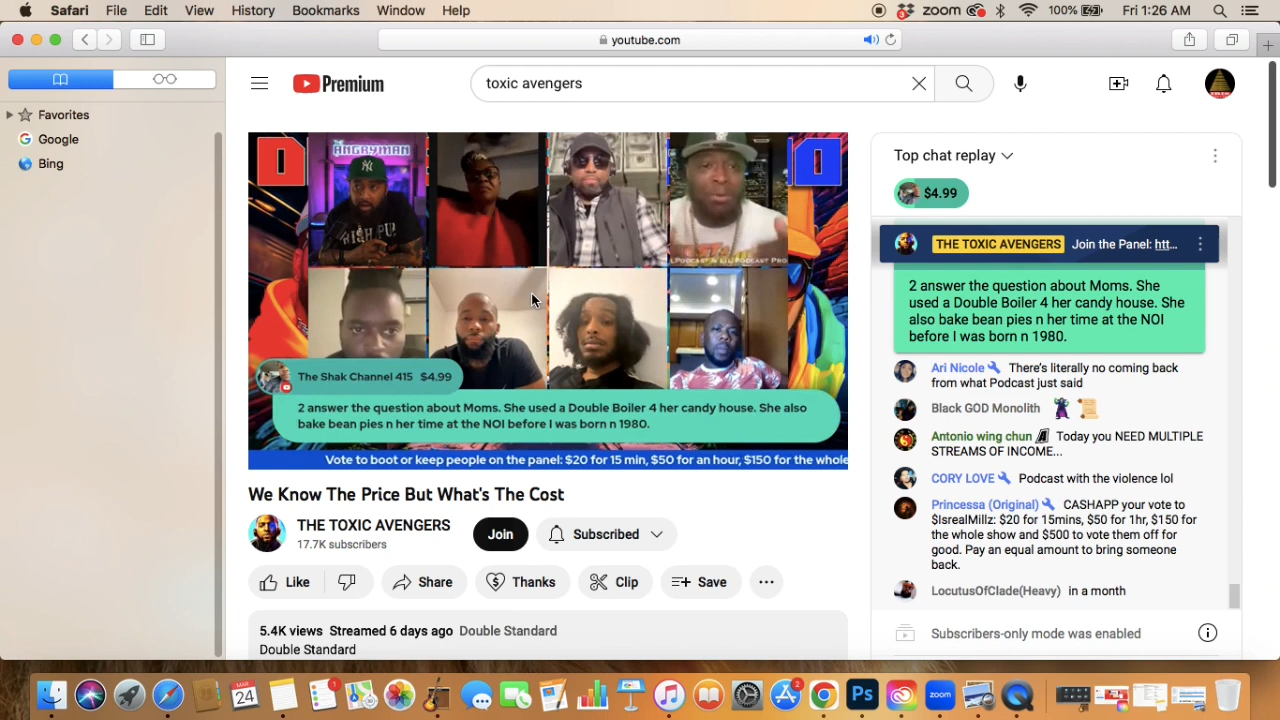 Safari File Edit View History Bookmarks Window Help
zoom 100% Fri 1:26 AM
youtube.com
Favorites
Google
Bing
Premium
toxic avengers
THE ANGRYMAN
D
D
The Shak Channel 415 $4.99
2 answer the question about Moms. She used a Double Boiler 4 her candy house. She also
bake bean pies n her time at the NOI before I was born n 1980.
Vote to boot or keep people on the panel: $20 for 15 min, $50 for an hour, $150 for the whole
We Know The Price But What's The Cost
THE TOXIC AVENGERS
17.7K subscribers
Join
Subscribed
Like
Share
Thanks
Clip
Save
5.4K views Streamed 6 days ago Double Standard
Double Standard
Top chat replay
$4.99
THE TOXIC AVENGERS Join the Panel: htt...
2 answer the question about Moms. She
used a Double Boiler 4 her candy house. She
also bake bean pies n her time at the NOI
before I was born n 1980.
Ari Nicole There's literally no coming back
from what Podcast just said
Black GOD Monolith
Antonio wing chun Today you NEED MULTIPLE
STREAMS OF INCOME...
CORY LOVE Podcast with the violence lol
Princessa (Original) CASHAPP your vote to
$IsrealMillz: $20 for 15mins, $50 for 1hr, $150 for
the whole show and $500 to vote them off for
good. Pay an equal amount to bring someone
back.
LocutusOfClade(Heavy) in a month
Subscribers-only mode was enabled
MAR
24
1
Ps
zoom
2
3